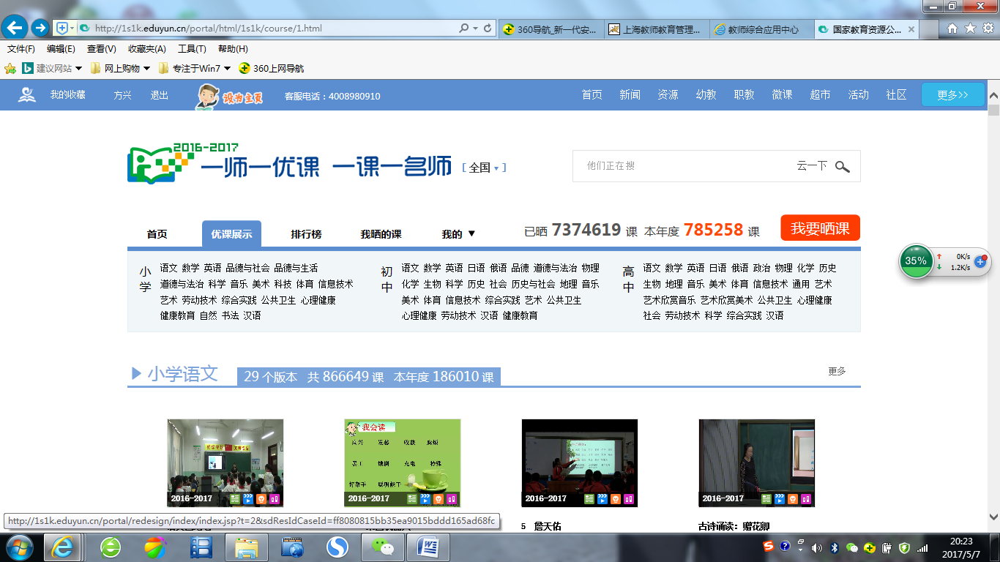 http://1s1k.eduyun.cn/portal/html/1s1k/course/1.html
360导航_新一代安...
上海教师教育管理...
教师综合应用中心
国家教育资源公...
文件(F) 编辑(E) 查看(V) 收藏夹(A) 工具(T) 帮助(H)
建议网站 网上购物 专注于Win7 360上网导航
我的收藏 方兴 退出 设为主页 客服电话：4008980910 首页 新闻 资源 幼教 职教 微课 超市 活动 社区 更多>>
2016-2017
一师一优课 一课一名师 [ 全国 ]
他们正在搜 云一下
首页 优课展示 排行榜 我晒的课 我的 ▼ 已晒 7374619 课 本年度 785258 课 我要晒课
小学
语文 数学 英语 品德与社会 品德与生活
道德与法治 科学 音乐 美术 科技 体育 信息技术
艺术 劳动技术 综合实践 公共卫生 心理健康
健康教育 自然 书法 汉语
初中
语文 数学 英语 日语 俄语 品德 道德与法治 物理
化学 生物 科学 历史 社会 历史与社会 地理 音乐
美术 体育 信息技术 综合实践 艺术 公共卫生
心理健康 劳动技术 汉语 健康教育
高中
语文 数学 英语 日语 俄语 政治 物理 化学 历史
生物 地理 音乐 美术 体育 信息技术 通用 艺术
艺术欣赏音乐 艺术欣赏美术 公共卫生 心理健康
社会 劳动技术 科学 综合实践 汉语
35%
0K/s
1.2K/s
小学语文 29 个版本 共 866649 课 本年度 186010 课 更多
我会读
充电 特殊
2016-2017
2016-2017
2016-2017
2016-2017
5 詹天佑
古诗诵读：赠花卿
http://1s1k.eduyun.cn/portal/redesign/index/index.jsp?t=2&sdResIdCaseId=ff8080815bb35ea9015bddd165ad68fc
20:23
2017/5/7